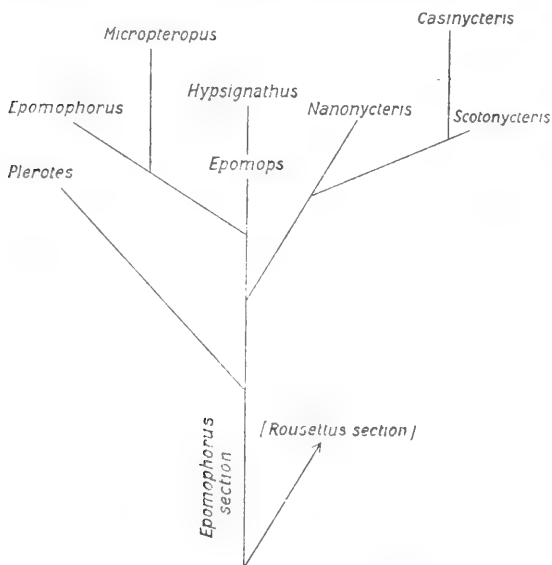 Casinycteris
Micropteropus
Hypsignathus
Epomophorus
Nanonycteris
Scotonycteris
Epomops
Plerotes
[Rousettus section]
Epomophorus
section